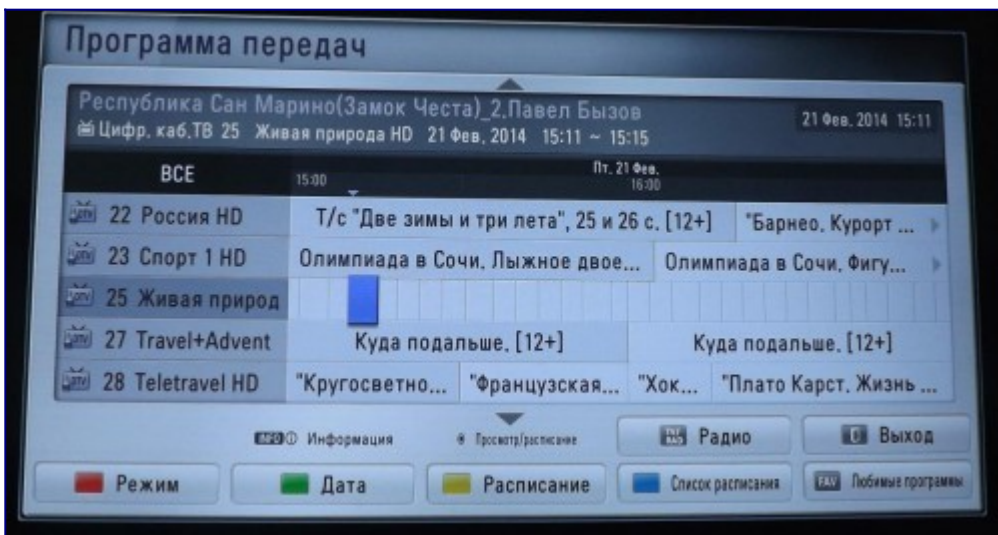 Программа передач
Республика Сан Марино(Замок Честа)_2,Павел Бызов
21 Фев. 2014 15:11
Цифр. каб.ТВ 25 Живая природа HD 21 Фев. 2014 15:11 ~ 15:15
Пт. 21 Фев.
ВСЕ 15:00 16:00
22 Россия HD Т/с "Две зимы и три лета", 25 и 26 с. [12+] "Барнео, Курорт ...
23 Спорт 1 HD Олимпиада в Сочи, Лыжное двое... Олимпиада в Сочи, Фигу...
25 Живая природ
27 Travel+Advent Куда подальше, [12+] Куда подальше, [12+]
28 Teletravel HD "Кругосветно... "Французская... "Хок... "Плато Карст, Жизнь ...
INFO Информация Просмотр/расписание Радио Выход
Режим Дата Расписание Список расписания FAV Любимые программы